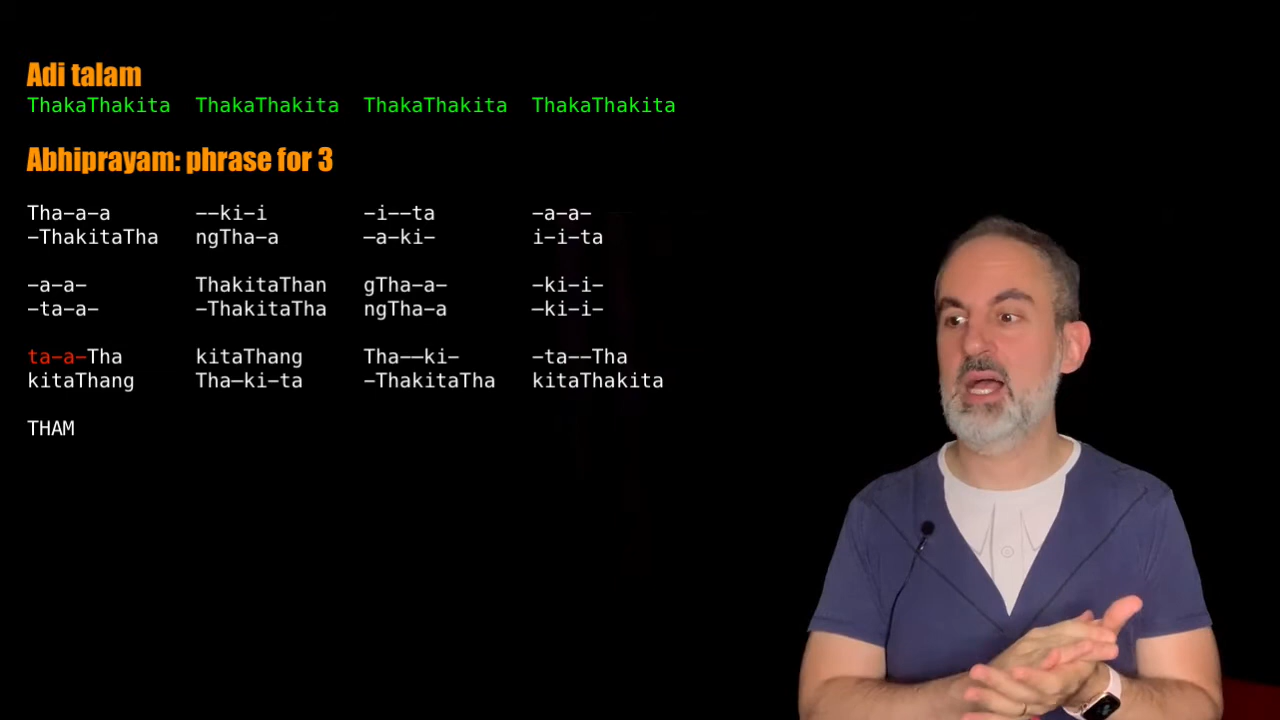 Adi talam
ThakaThakita ThakaThakita ThakaThakita ThakaThakita
Abhiprayam: phrase for 3
Tha-a-a --ki-i -i--ta -a-a-
-ThakitaTha ngTha-a -a-ki- i-i-ta
-a-a- ThakitaThan gTha-a- -ki-i-
-ta-a- -ThakitaTha ngTha-a -ki-i-
ta-a-Tha kitaThang Tha--ki- -ta--Tha
kitaThang Tha-ki-ta -ThakitaTha kitaThakita
THAM